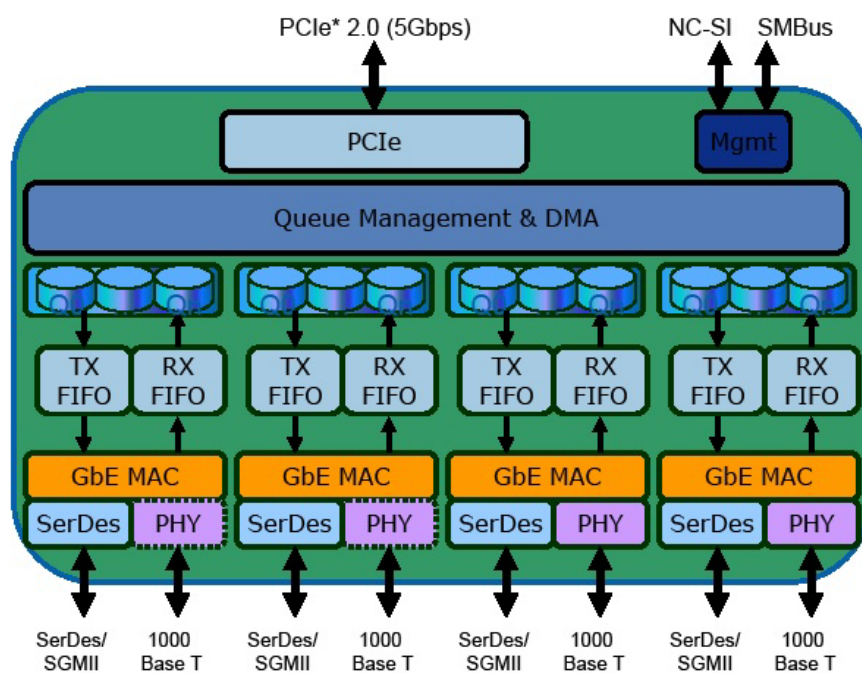 PCIe* 2.0 (5Gbps) NC-SI SMBus
PCIe Mgmt
Queue Management & DMA
TX RX TX RX TX RX TX RX
FIFO FIFO FIFO FIFO FIFO FIFO FIFO FIFO
GbE MAC GbE MAC GbE MAC GbE MAC
SerDes PHY SerDes PHY SerDes PHY SerDes PHY
SerDes/ 1000 SerDes/ 1000 SerDes/ 1000 SerDes/ 1000
SGMII Base T SGMII Base T SGMII Base T SGMII Base T